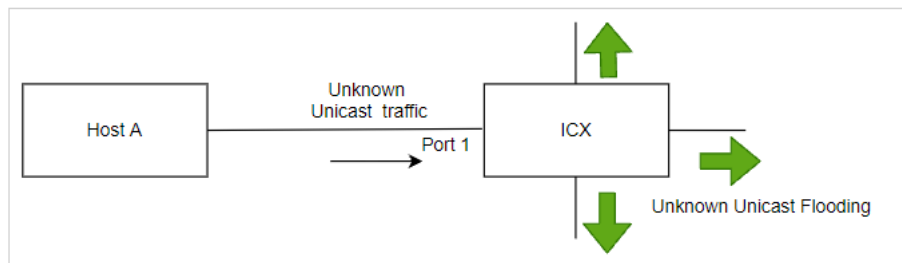 Unknown
Unicast traffic
Host A
Port 1
ICX
Unknown Unicast Flooding